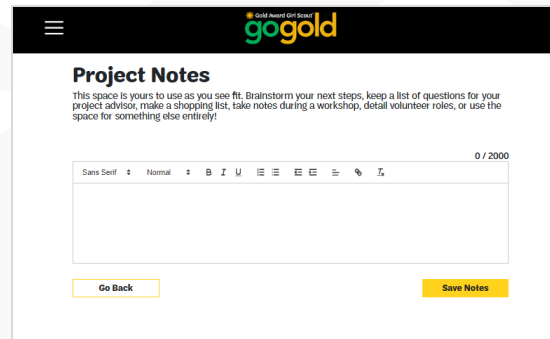 Gold Award Girl Scout
gogold
Project Notes
This space is yours to use as you see fit. Brainstorm your next steps, keep a list of questions for your
project advisor, make a shopping list, take notes during a workshop, detail volunteer roles, or use the
space for something else entirely!
0 / 2000
Sans Serif Normal B I U
Go Back Save Notes